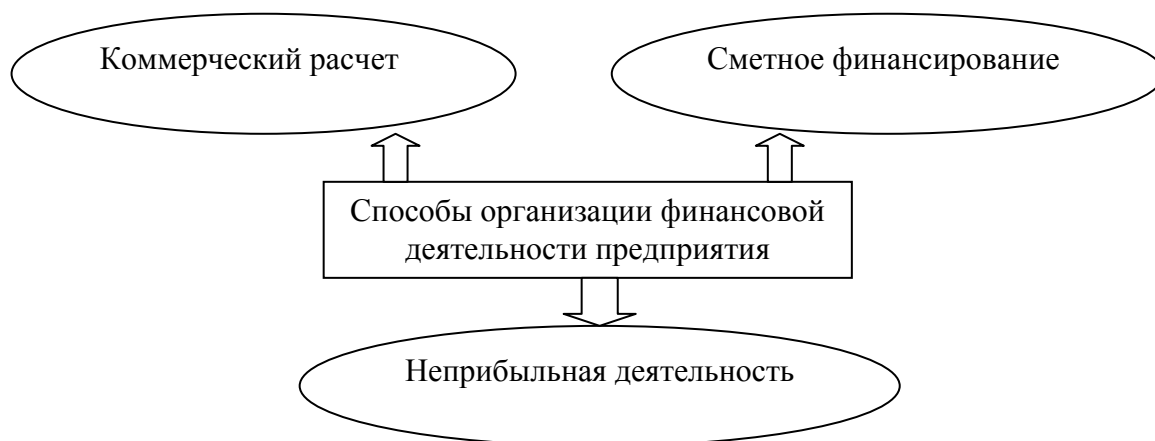 Коммерческий расчет
Сметное финансирование
Способы организации финансовой
деятельности предприятия
Неприбыльная деятельность